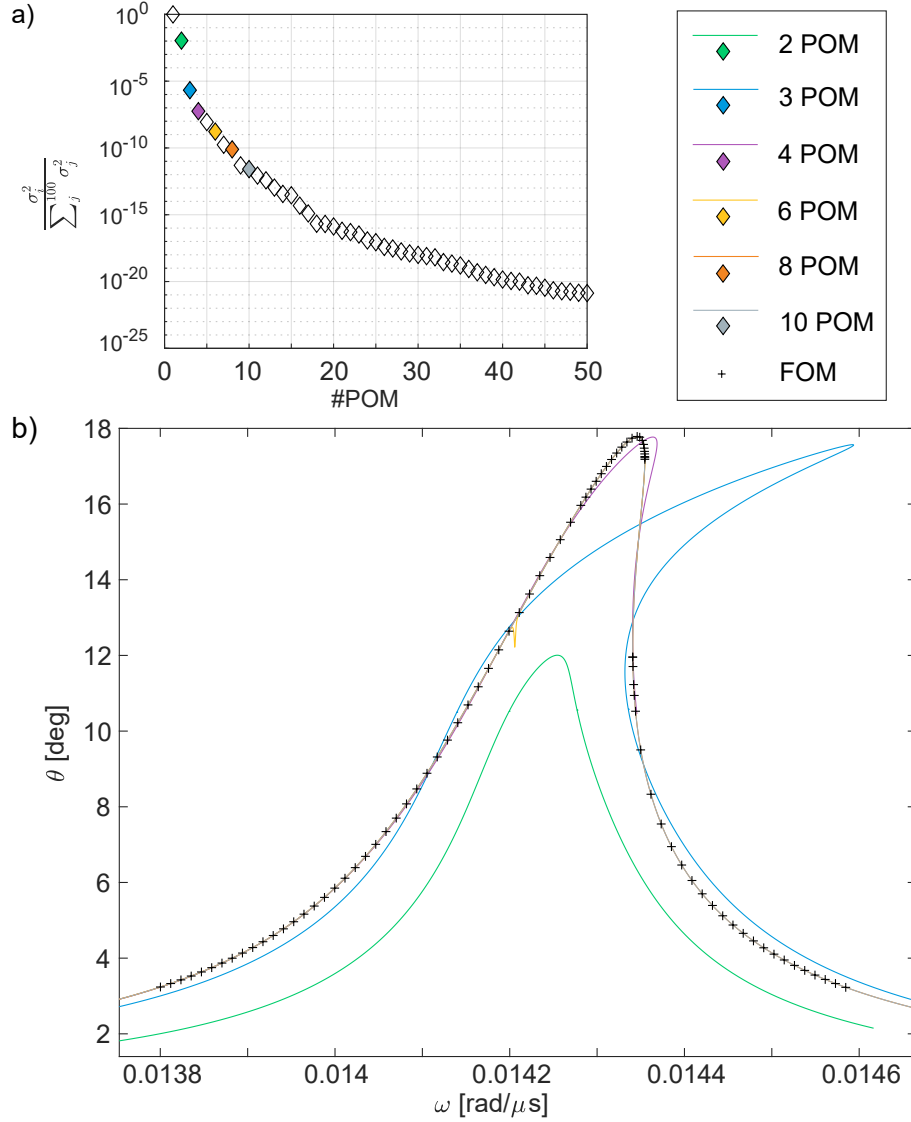 a)
10^0
10^-5
10^-10
10^-15
10^-20
10^-25
σ_i^2 / ∑_j^100 σ_j^2
0 10 20 30 40 50
#POM
2 POM
3 POM
4 POM
6 POM
8 POM
10 POM
FOM
b)
18
16
14
12
10
8
6
4
2
θ [deg]
0.0138 0.014 0.0142 0.0144 0.0146
ω [rad/μs]